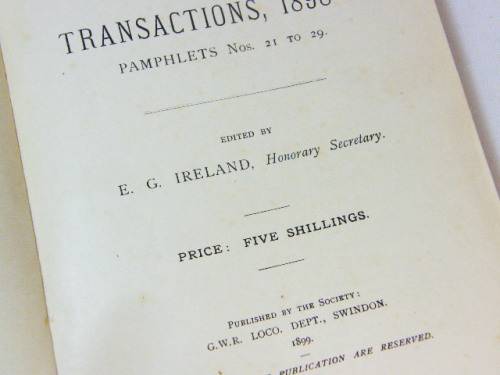 TRANSACTIONS, 1898
PAMPHLETS Nos. 21 TO 29.
EDITED BY
E. G. IRELAND, Honorary Secretary.
PRICE: FIVE SHILLINGS.
PUBLISHED BY THE SOCIETY:
G.W.R. LOCO. DEPT., SWINDON.
1899.
PUBLICATION ARE RESERVED.